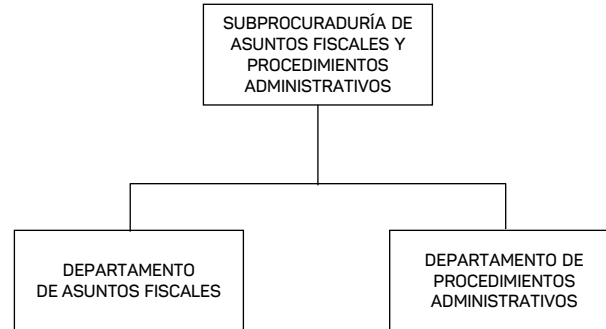 SUBPROCURADURÍA DE
ASUNTOS FISCALES Y
PROCEDIMIENTOS
ADMINISTRATIVOS
DEPARTAMENTO
DE ASUNTOS FISCALES
DEPARTAMENTO DE
PROCEDIMIENTOS
ADMINISTRATIVOS